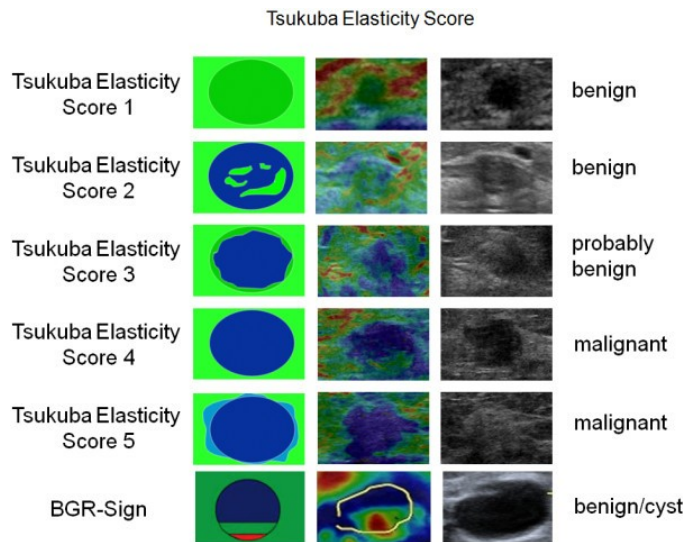 Tsukuba Elasticity Score
Tsukuba Elasticity
Score 1
benign
Tsukuba Elasticity
Score 2
benign
Tsukuba Elasticity
Score 3
probably
benign
Tsukuba Elasticity
Score 4
malignant
Tsukuba Elasticity
Score 5
malignant
BGR-Sign
benign/cyst